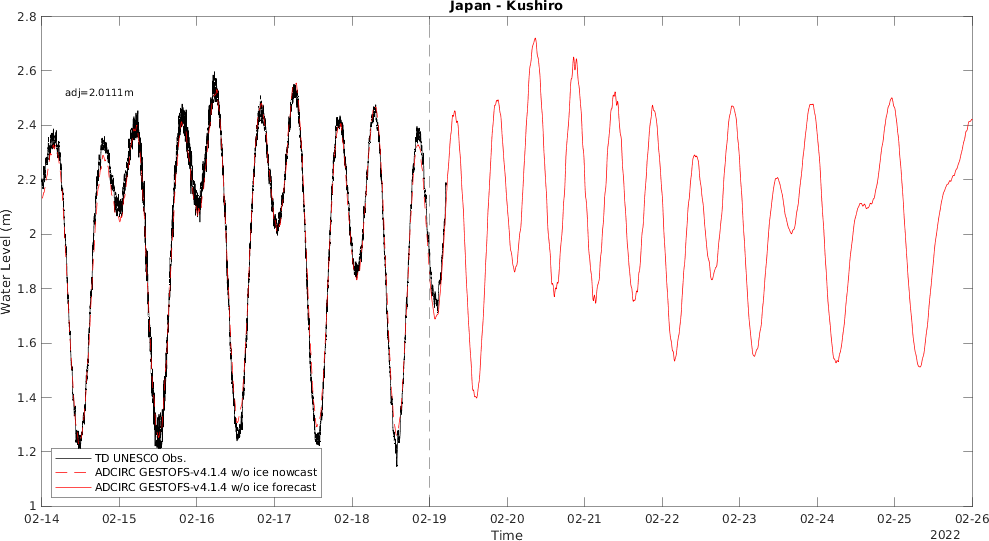 Japan - Kushiro
2.8
2.6
2.4
2.2
2
1.8
1.6
1.4
1.2
1
Water Level (m)
adj=2.0111m
TD UNESCO Obs.
ADCIRC GESTOFS-v4.1.4 w/o ice nowcast
ADCIRC GESTOFS-v4.1.4 w/o ice forecast
02-14 02-15 02-16 02-17 02-18 02-19 02-20 02-21 02-22 02-23 02-24 02-25 02-26
Time
2022